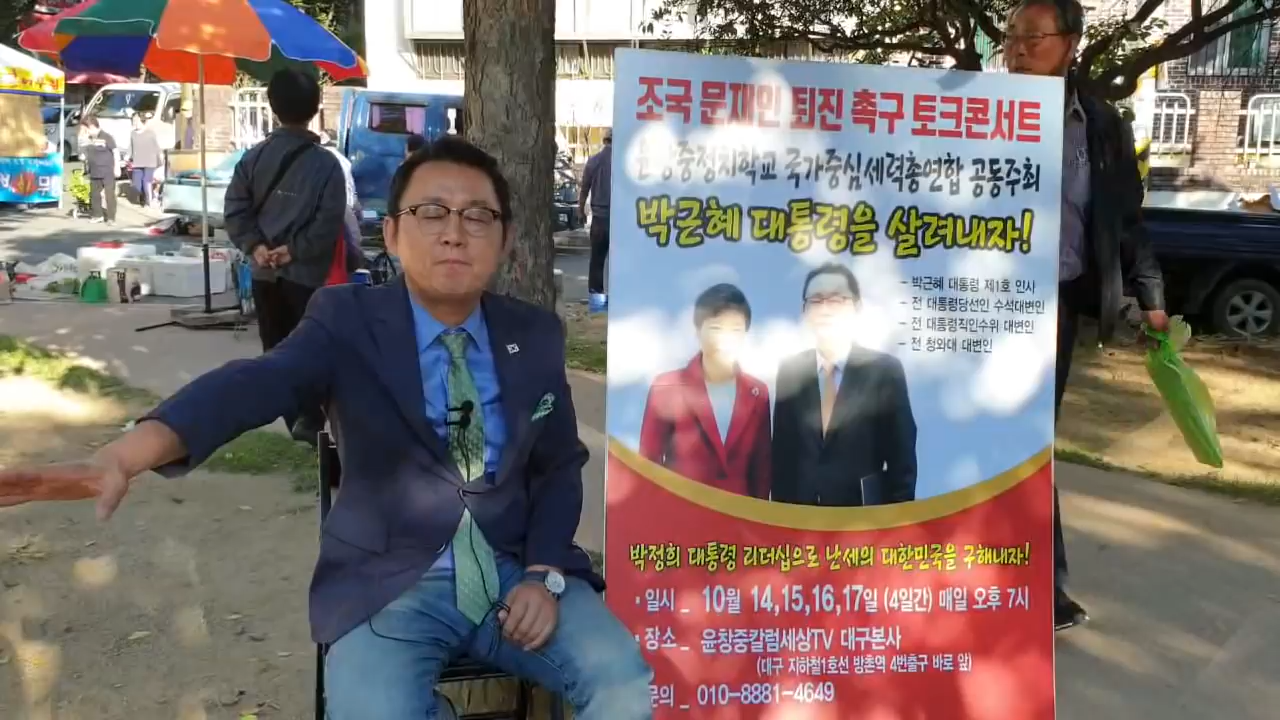 조국 문재인 퇴진 촉구 토크콘서트
윤창중정치학교 국가중심세력총연합 공동주최
박근혜 대통령을 살려내자!
- 박근혜 대통령 제1호 인사
- 전 대통령당선인 수석대변인
- 전 대통령직인수위 대변인
- 전 청와대 대변인
박정희 대통령 리더십으로 난세의 대한민국을 구해내자!
• 일시 _ 10월 14,15,16,17일 (4일간) 매일 오후 7시
• 장소 _ 윤창중칼럼세상TV 대구본사
(대구 지하철1호선 방촌역 4번출구 바로 앞)
문의 _ 010-8881-4649